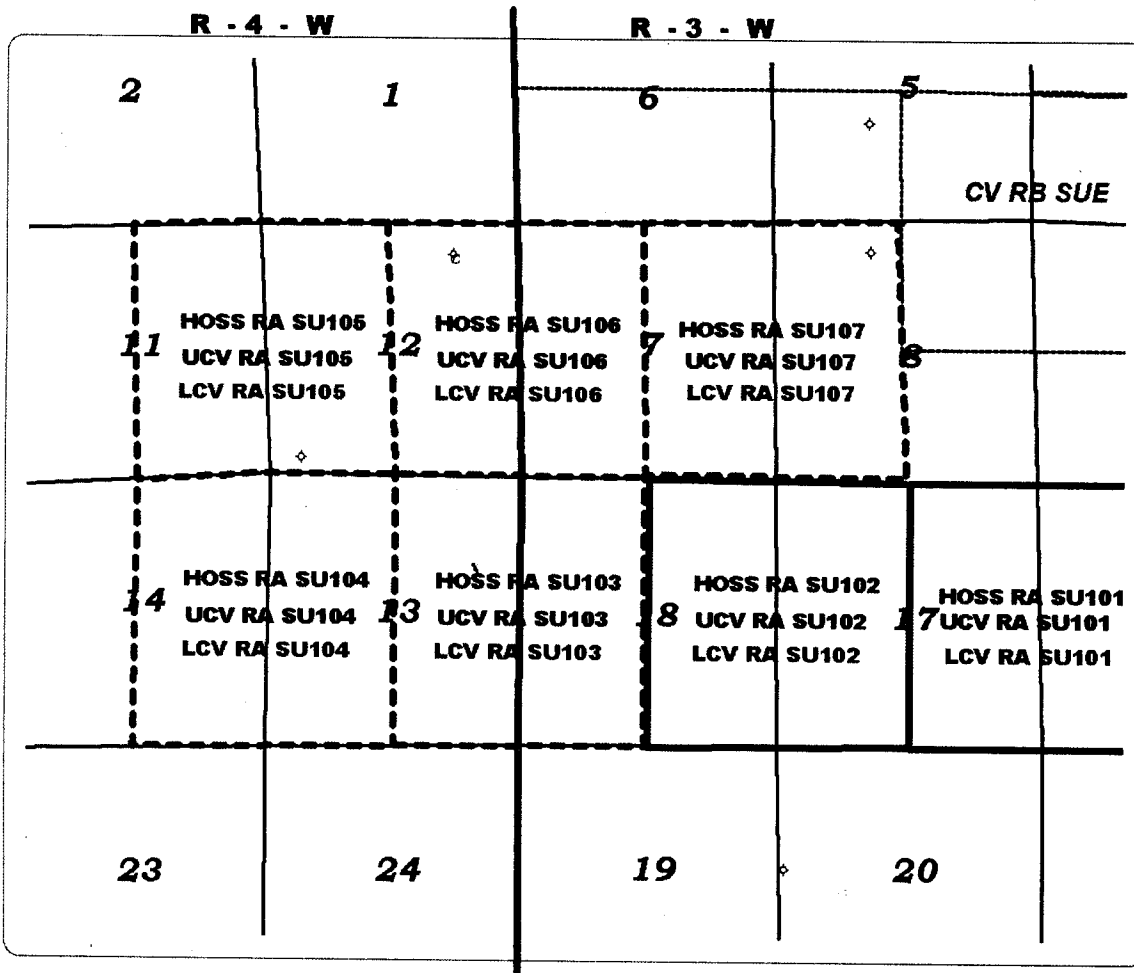 R - 4 - W
R - 3 - W
2
1
6
5
CV RB SUE
11
HOSS RA SU105
UCV RA SU105
LCV RA SU105
12
HOSS RA SU106
UCV RA SU106
LCV RA SU106
7
HOSS RA SU107
UCV RA SU107
LCV RA SU107
8
14
HOSS RA SU104
UCV RA SU104
LCV RA SU104
13
HOSS RA SU103
UCV RA SU103
LCV RA SU103
18
HOSS RA SU102
UCV RA SU102
LCV RA SU102
17
HOSS RA SU101
UCV RA SU101
LCV RA SU101
23
24
19
20